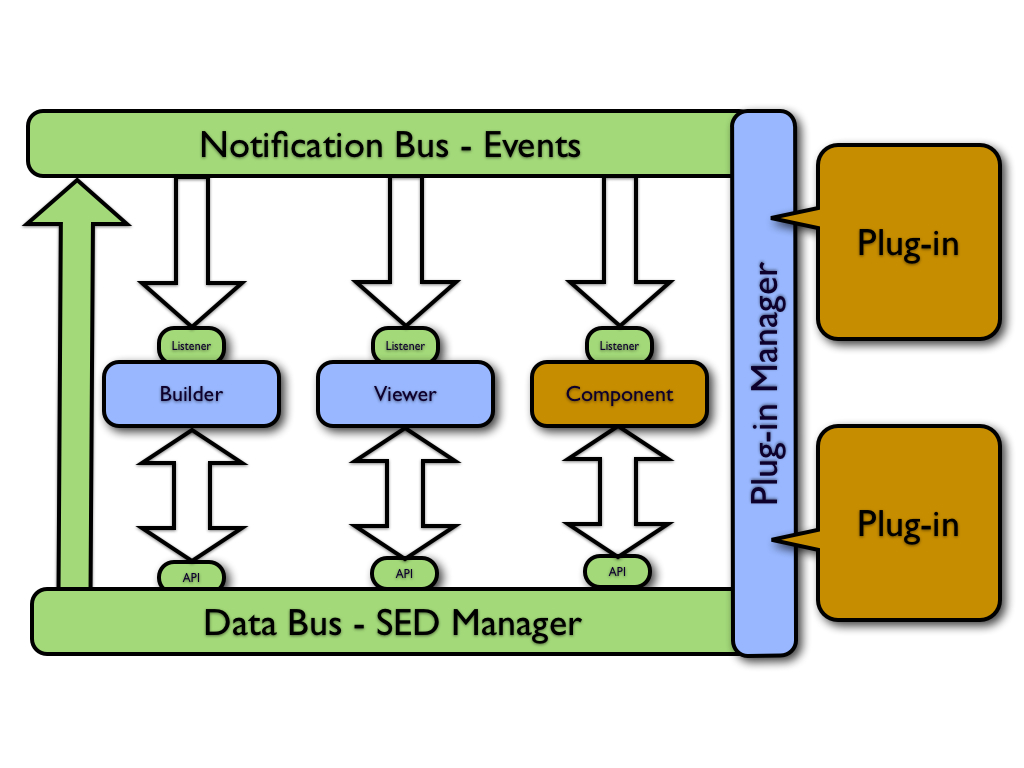 Notification Bus - Events
Plug-in
Plug-in Manager
Listener
Listener
Listener
Builder
Viewer
Component
Plug-in
API
API
API
Data Bus - SED Manager